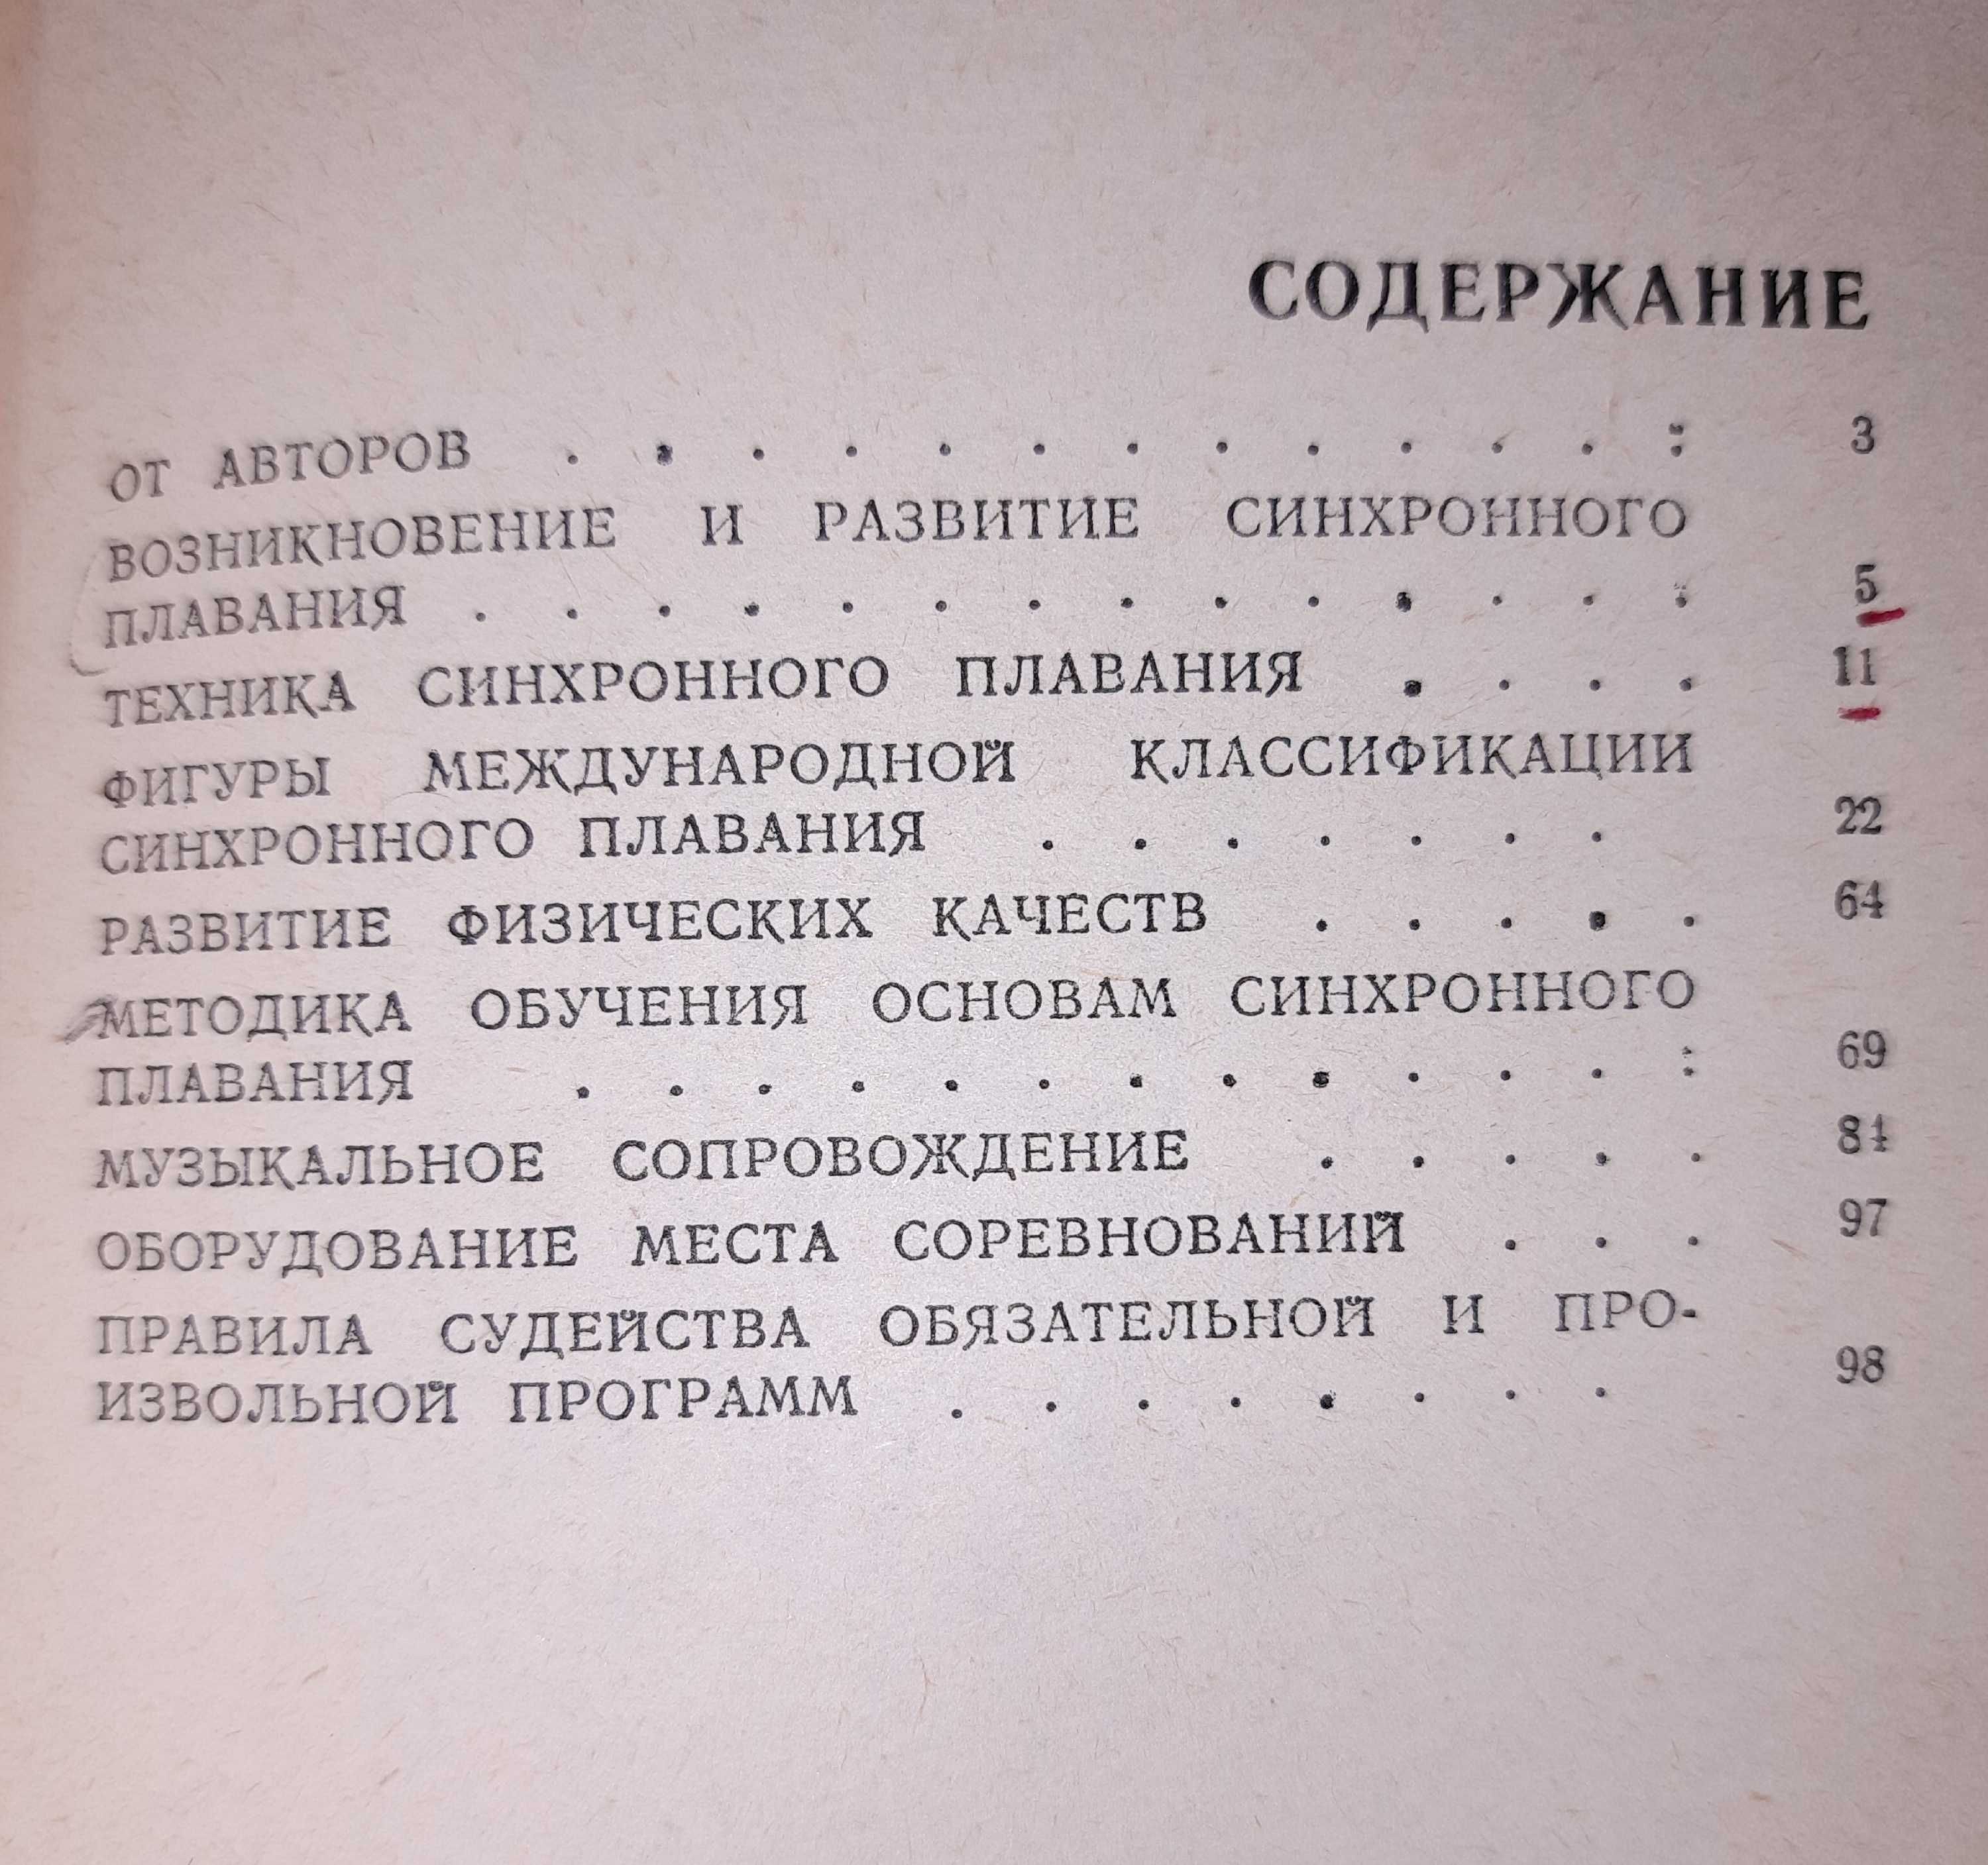 СОДЕРЖАНИЕ
ОТ АВТОРОВ . . . . . . . . . . . . : 3
ВОЗНИКНОВЕНИЕ И РАЗВИТИЕ СИНХРОННОГО
ПЛАВАНИЯ . . . . . . . . . . . . . : 5
ТЕХНИКА СИНХРОННОГО ПЛАВАНИЯ . . . . 11
ФИГУРЫ МЕЖДУНАРОДНОЙ КЛАССИФИКАЦИИ
СИНХРОННОГО ПЛАВАНИЯ . . . . . . . 22
РАЗВИТИЕ ФИЗИЧЕСКИХ КАЧЕСТВ . . . . . 64
МЕТОДИКА ОБУЧЕНИЯ ОСНОВАМ СИНХРОННОГО
ПЛАВАНИЯ . . . . . . . . . . . . : 69
МУЗЫКАЛЬНОЕ СОПРОВОЖДЕНИЕ . . . . . 84
ОБОРУДОВАНИЕ МЕСТА СОРЕВНОВАНИЙ . . . 97
ПРАВИЛА СУДЕЙСТВА ОБЯЗАТЕЛЬНОЙ И ПРО-
ИЗВОЛЬНОЙ ПРОГРАММ . . . . . . . . 98